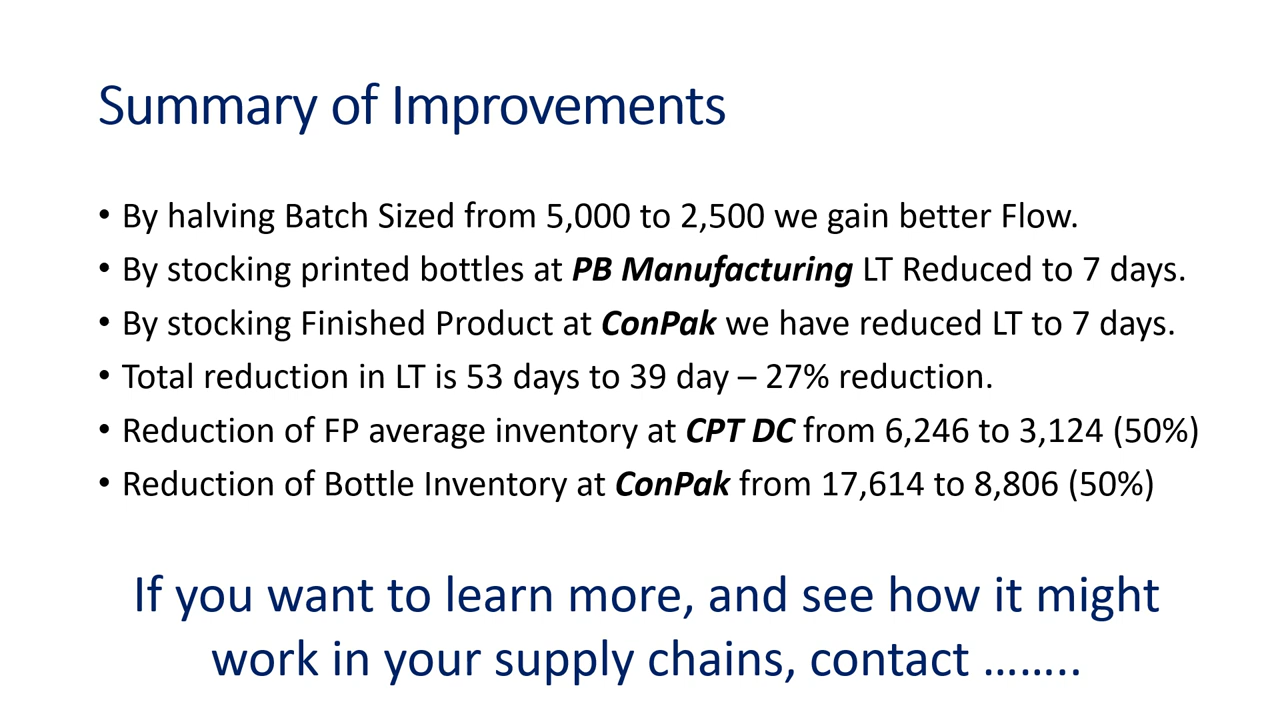 Summary of Improvements
• By halving Batch Sized from 5,000 to 2,500 we gain better Flow.
• By stocking printed bottles at PB Manufacturing LT Reduced to 7 days.
• By stocking Finished Product at ConPak we have reduced LT to 7 days.
• Total reduction in LT is 53 days to 39 day – 27% reduction.
• Reduction of FP average inventory at CPT DC from 6,246 to 3,124 (50%)
• Reduction of Bottle Inventory at ConPak from 17,614 to 8,806 (50%)
If you want to learn more, and see how it might
work in your supply chains, contact ……..